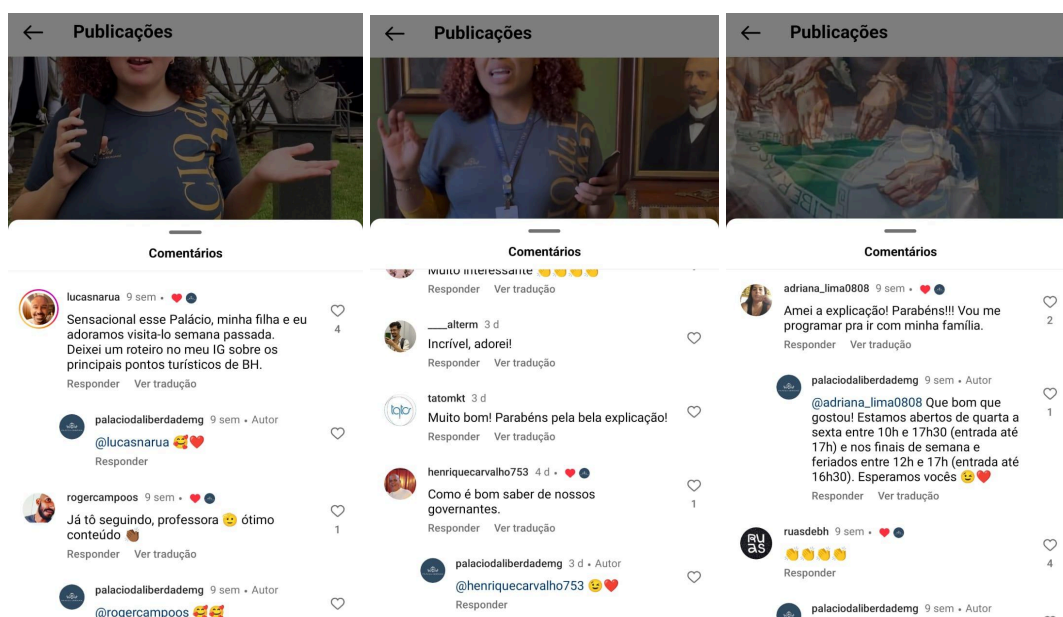 Publicações
CIO da
Comentários
lucasnarua 9 sem •
Sensacional esse Palácio, minha filha e eu
adoramos visita-lo semana passada.
Deixei um roteiro no meu IG sobre os
principais pontos turísticos de BH.
4
Responder Ver tradução
palaciodaliberdademg 9 sem • Autor
@lucasnarua 🥰❤️
Responder
rogercampoos 9 sem •
Já tô seguindo, professora 🫡 ótimo
conteúdo 👏🏾
1
Responder Ver tradução
palaciodaliberdademg 9 sem • Autor
@rogercampoos 🥰🥰
Publicações
CIO da
Comentários
Muito interessante 👏👏👏👏
Responder Ver tradução
___alterm 3 d
Incrível, adorei!
Responder Ver tradução
tatomkt 3 d
Muito bom! Parabéns pela bela explicação!
Responder Ver tradução
henriquecarvalho753 4 d •
Como é bom saber de nossos
governantes.
1
Responder Ver tradução
palaciodaliberdademg 3 d • Autor
@henriquecarvalho753 😉❤️
Responder
Publicações
Comentários
adriana_lima0808 9 sem •
Amei a explicação! Parabéns!!! Vou me
programar pra ir com minha família.
2
Responder Ver tradução
palaciodaliberdademg 9 sem • Autor
@adriana_lima0808 Que bom que
gostou! Estamos abertos de quarta a
sexta entre 10h e 17h30 (entrada até
17h) e nos finais de semana e
feriados entre 12h e 17h (entrada até
16h30). Esperamos vocês 😉❤️
1
Responder Ver tradução
RU
as
ruasdebh 9 sem •
👏👏👏👏
4
Responder
palaciodaliberdademg 9 sem • Autor